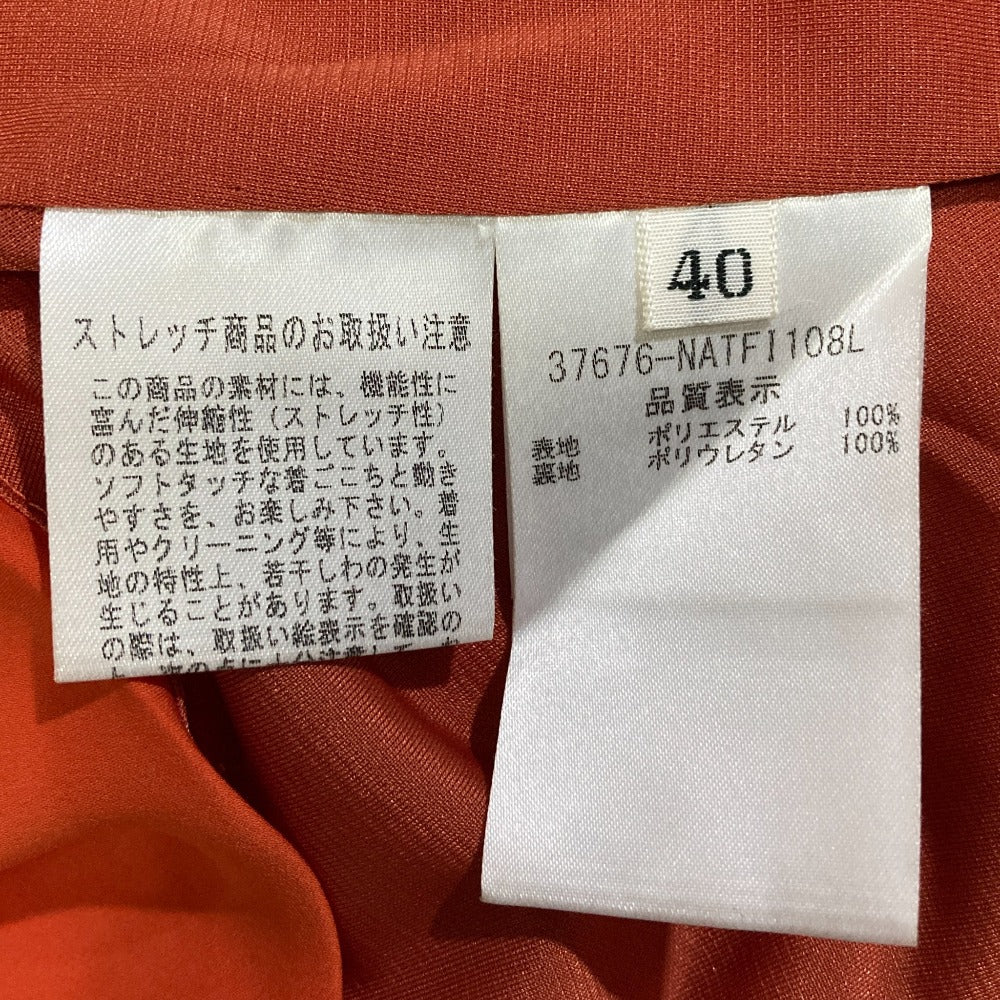 ストレッチ商品のお取扱い注意
この商品の素材には、機能性に
富んだ伸縮性（ストレッチ性）
のある生地を使用しています。
ソフトタッチな着ごこちと動き
やすさを、お楽しみ下さい。着
用やクリーニング等により、生
地の特性上、若干しわの発生が
生じることがあります。取扱い
の際は、取扱い絵表示を確認の
40
37676-NATFI108L
品質表示
表地 ポリエステル 100%
裏地 ポリウレタン 100%